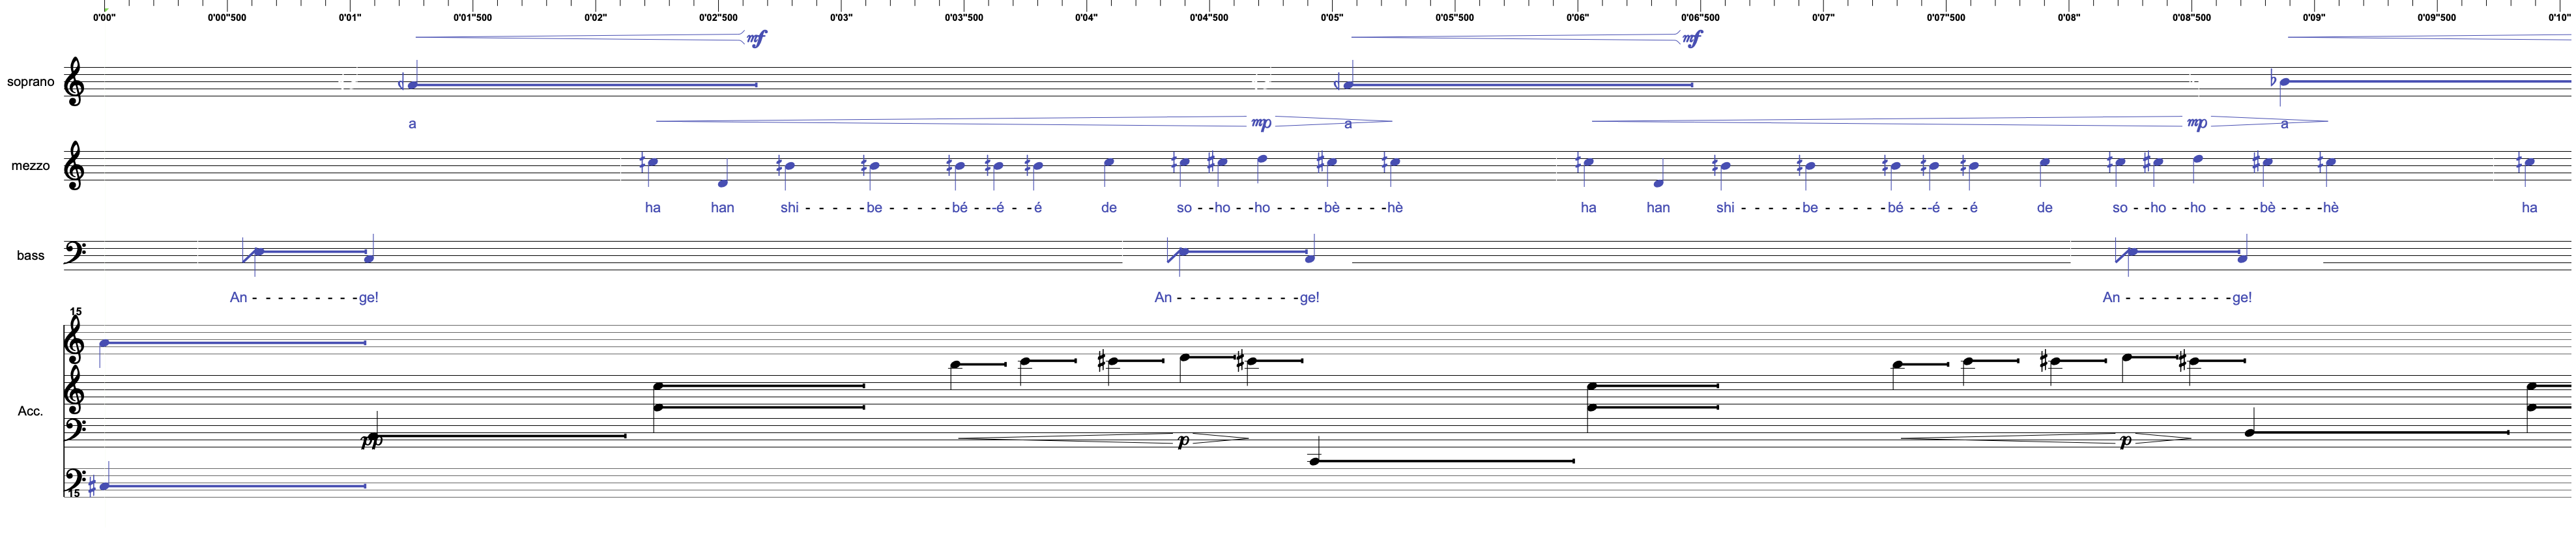 0'00" 0'00"500 0'01" 0'01"500 0'02" 0'02"500 0'03" 0'03"500 0'04" 0'04"500 0'05" 0'05"500 0'06" 0'06"500 0'07" 0'07"500 0'08" 0'08"500 0'09" 0'09"500 0'10"
mf mf
soprano
a a a
mp mp
mezzo
ha han shi - - - - - be - - - - - bé - - é - - é de so - - ho - - ho - - - - bè - - - - hè ha han shi - - - - - be - - - - - bé - - é - - é de so - - ho - - ho - - - - bè - - - - hè ha
bass
An - - - - - - - - ge! An - - - - - - - - - ge! An - - - - - - - - ge!
15
Acc.
pp p p
15